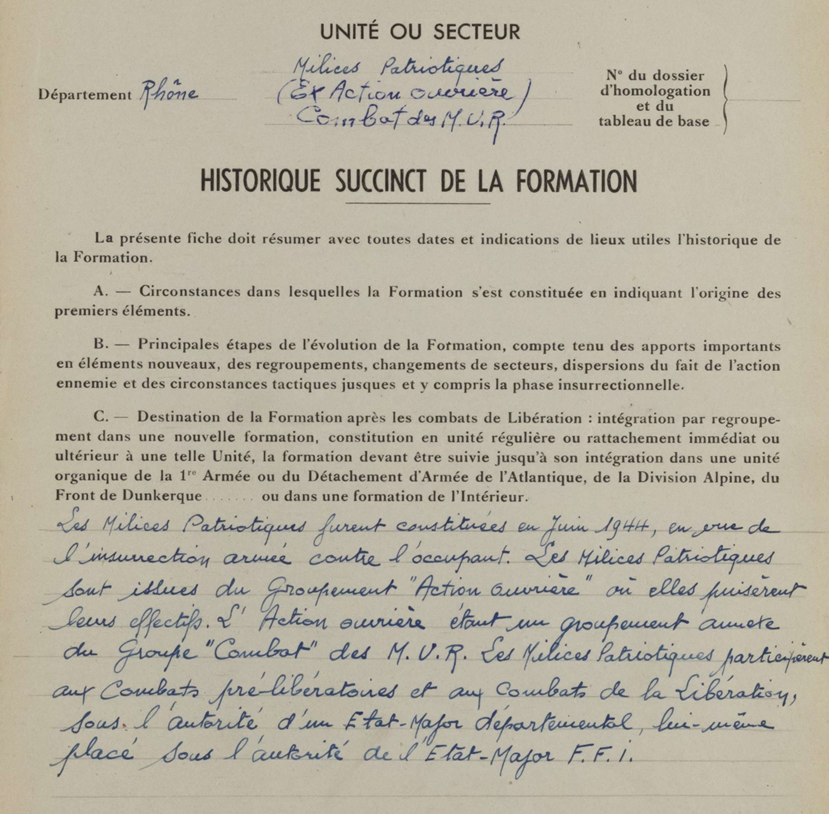 UNITÉ OU SECTEUR
Département Rhône
Milices Patriotiques
(Ex Action ouvrière)
Combat des M.U.R.
N° du dossier
d'homologation
et du
tableau de base
HISTORIQUE SUCCINCT DE LA FORMATION
La présente fiche doit résumer avec toutes dates et indications de lieux utiles l'historique de
la Formation.
A. — Circonstances dans lesquelles la Formation s'est constituée en indiquant l'origine des
premiers éléments.
B. — Principales étapes de l'évolution de la Formation, compte tenu des apports importants
en éléments nouveaux, des regroupements, changements de secteurs, dispersions du fait de l'action
ennemie et des circonstances tactiques jusques et y compris la phase insurrectionnelle.
C. — Destination de la Formation après les combats de Libération : intégration par regroupe-
ment dans une nouvelle formation, constitution en unité régulière ou rattachement immédiat ou
ultérieur à une telle Unité, la formation devant être suivie jusqu'à son intégration dans une unité
organique de la 1re Armée ou du Détachement d'Armée de l'Atlantique, de la Division Alpine, du
Front de Dunkerque ....... ou dans une formation de l'Intérieur.
Les Milices Patriotiques furent constituées en Juin 1944, en vue de
l'insurrection armée contre l'occupant. Les Milices Patriotiques
sont issues du Groupement "Action ouvrière" où elles puisèrent
leurs effectifs. L'Action ouvrière étant un groupement annexe
du Groupe "Combat" des M.U.R. Les Milices Patriotiques participèrent
aux Combats pré-libératoires et aux Combats de la Libération,
sous l'autorité d'un Etat-Major départemental, lui-même
placé sous l'autorité de l'Etat-Major F.F.I.